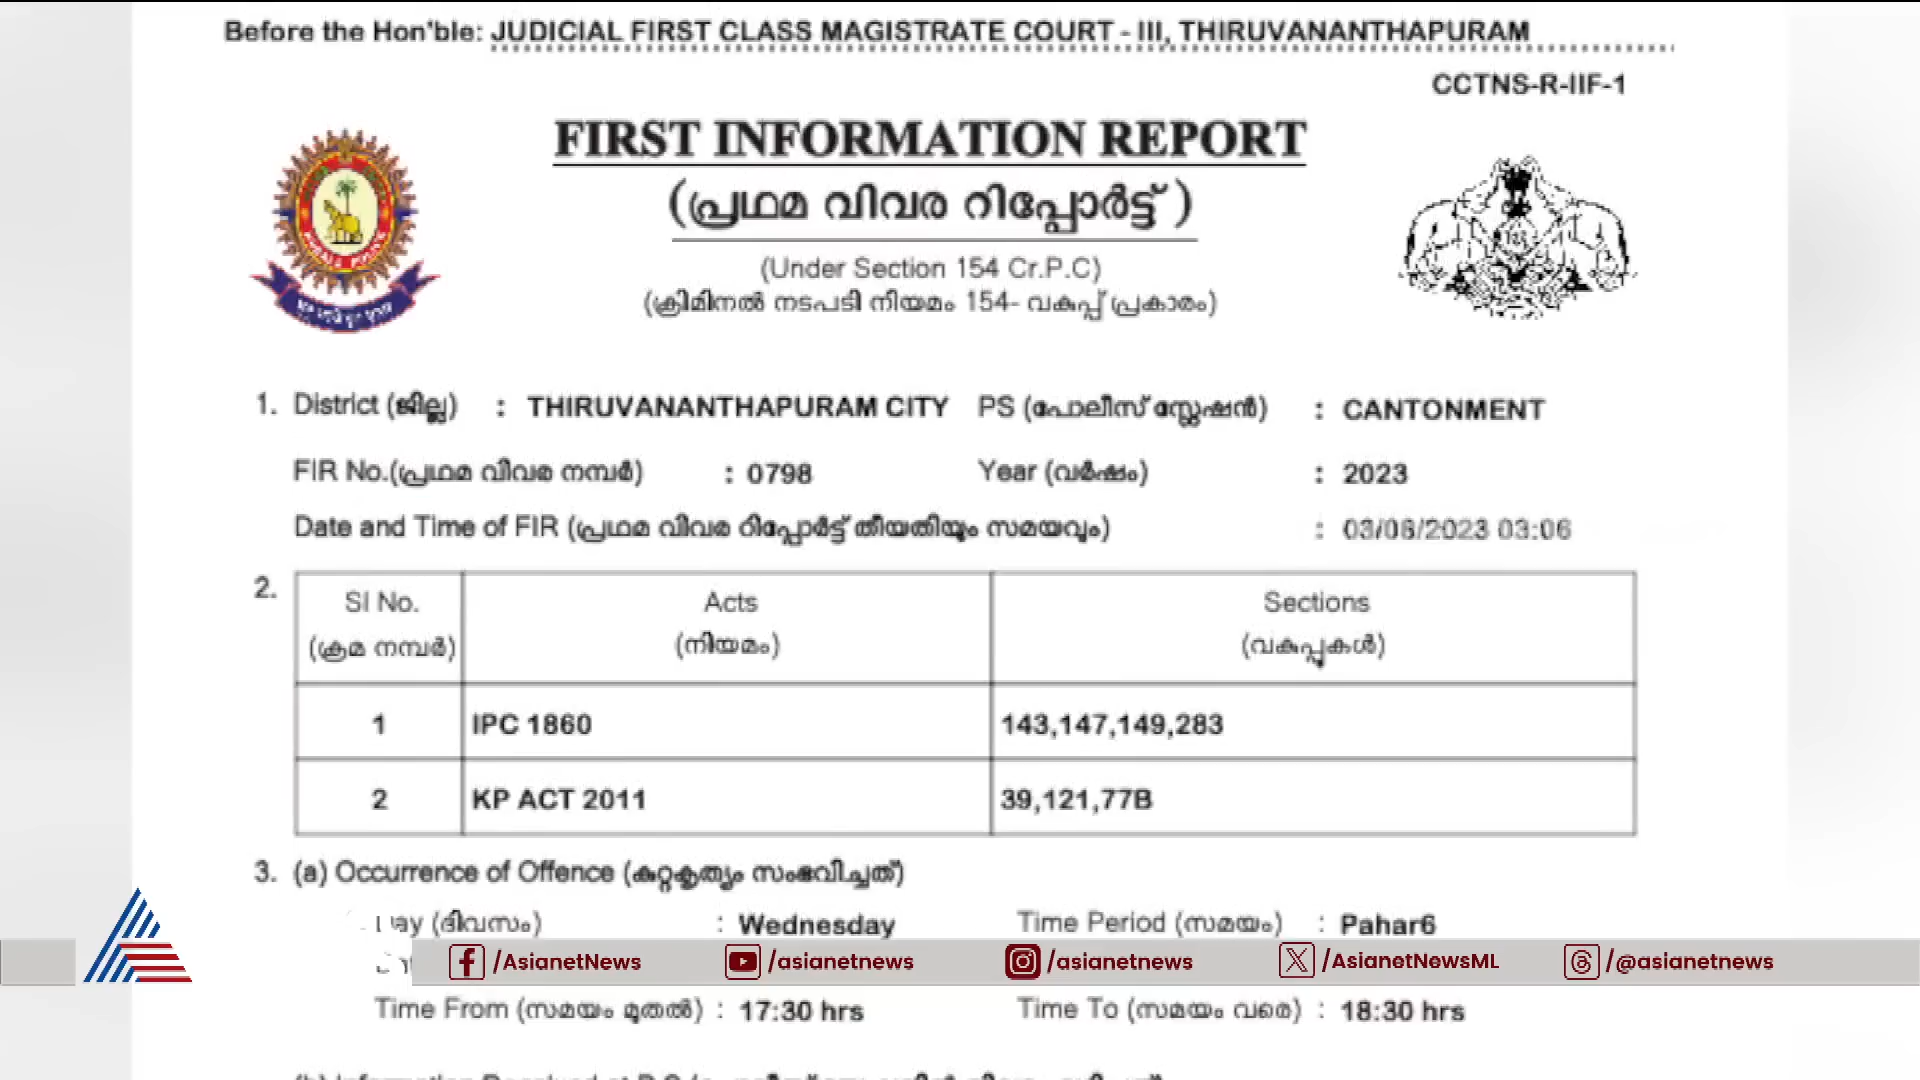 Before the Hon'ble: JUDICIAL FIRST CLASS MAGISTRATE COURT - III, THIRUVANANTHAPURAM
CCTNS-R-IIF-1
FIRST INFORMATION REPORT
(പ്രഥമ വിവര റിപ്പോർട്ട് )
(Under Section 154 Cr.P.C)
(ക്രിമിനൽ നടപടി നിയമം 154- വകുപ്പ് പ്രകാരം)
1. District (ജില്ല) : THIRUVANANTHAPURAM CITY PS (പോലീസ് സ്റ്റേഷൻ) : CANTONMENT
FIR No.(പ്രഥമ വിവര നമ്പർ) : 0798 Year (വർഷം) : 2023
Date and Time of FIR (പ്രഥമ വിവര റിപ്പോർട്ട് തീയതിയും സമയവും) : 03/08/2023 03:06
2. Sl No. Acts Sections
(ക്രമ നമ്പർ) (നിയമം) (വകുപ്പുകൾ)
1 IPC 1860 143,147,149,283
2 KP ACT 2011 39,121,77B
3. (a) Occurrence of Offence (കുറ്റകൃത്യം സംഭവിച്ചത്)
Day (ദിവസം) : Wednesday Time Period (സമയം) : Pahar6
/AsianetNews /asianetnews /asianetnews /AsianetNewsML /@asianetnews
Time From (സമയം മുതൽ) : 17:30 hrs Time To (സമയം വരെ) : 18:30 hrs